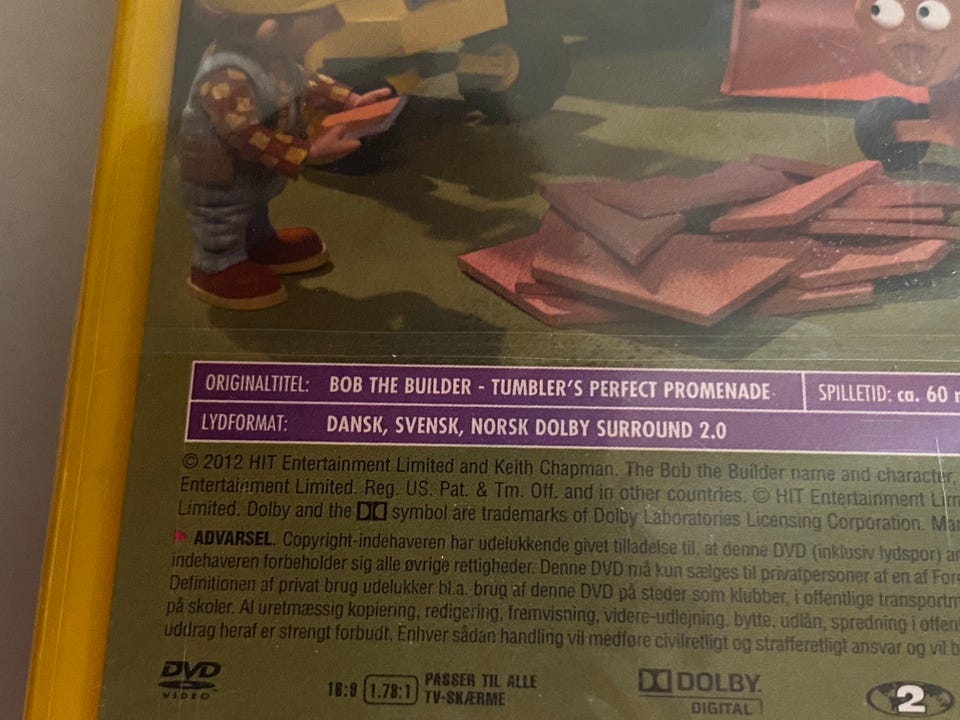 ORIGINALTITEL: BOB THE BUILDER - TUMBLER'S PERFECT PROMENADE SPILLETID: ca. 60
LYDFORMAT: DANSK, SVENSK, NORSK DOLBY SURROUND 2.0
© 2012 HIT Entertainment Limited and Keith Chapman. The Bob the Builder name and character,
Entertainment Limited. Reg. US. Pat. & Tm. Off. and in other countries. © HIT Entertainment Lim
Limited. Dolby and the DD symbol are trademarks of Dolby Laboratories Licensing Corporation. Ma
ADVARSEL. Copyright-indehaveren har udelukkende givet tilladelse til, at denne DVD (inklusiv lydspor) an
indehaveren forbeholder sig alle øvrige rettigheder. Denne DVD må kun sælges til privatpersoner af en af For
Definitionen af privat brug udelukker bl.a. brug af denne DVD på steder som klubber, i offentlige transportm
på skoler. Al uretmæssig kopiering, redigering, fremvisning, videre-udlejning, bytte, udlån, spredning i offen
uddrag heraf er strengt forbudt. Enhver sådan handling vil medføre civilretligt og strafferetligt ansvar og vil b
DVD VIDEO 16:9 1.78:1 PASSER TIL ALLE TV-SKÆRME DOLBY DIGITAL 2